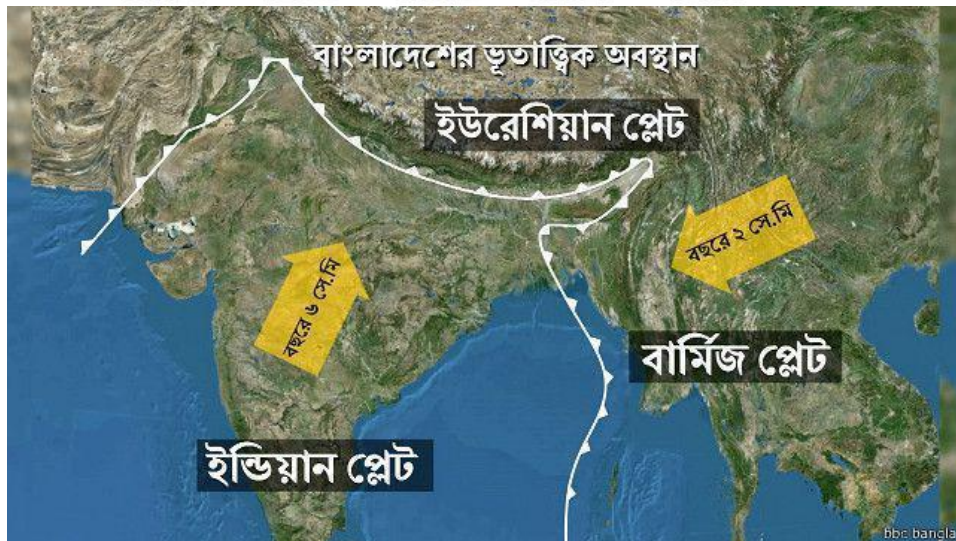 বাংলাদেশের ভূতাত্ত্বিক অবস্থান
ইউরেশিয়ান প্লেট
বছরে ২ সে.মি
বছরে ৬ সে.মি
বার্মিজ প্লেট
ইন্ডিয়ান প্লেট
bbc bangla